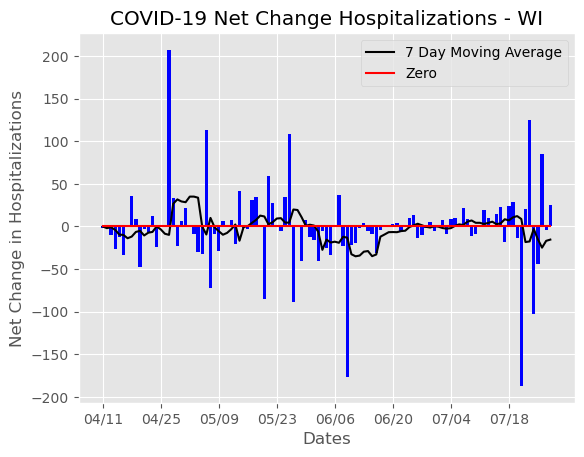 COVID-19 Net Change Hospitalizations - WI
7 Day Moving Average
Zero
Net Change in Hospitalizations
200
150
100
50
0
−50
−100
−150
−200
04/11 04/25 05/09 05/23 06/06 06/20 07/04 07/18
Dates